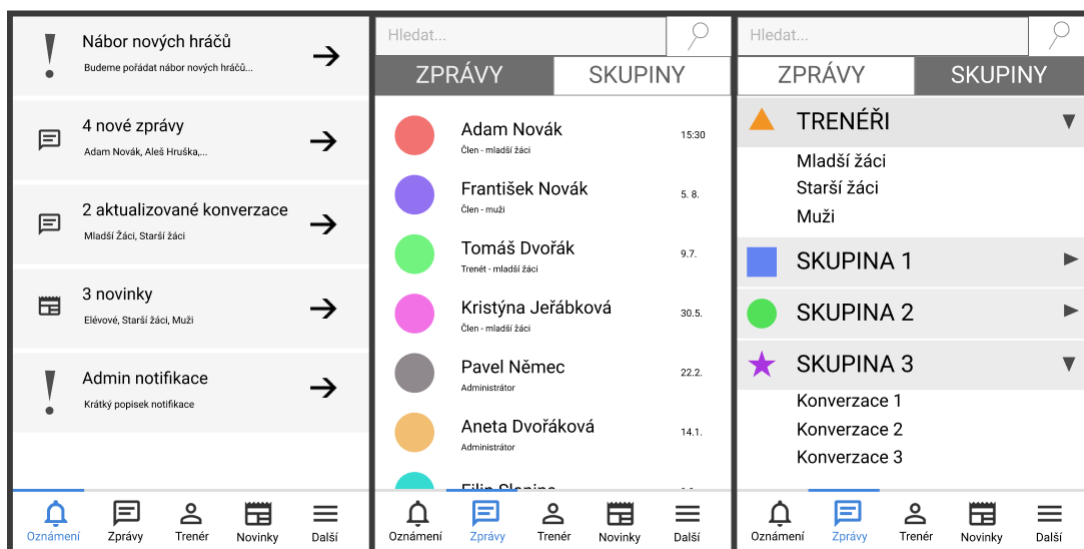 Nábor nových hráčů
Budeme pořádat nábor nových hráčů...
4 nové zprávy
Adam Novák, Aleš Hruška,...
2 aktualizované konverzace
Mladší Žáci, Starší žáci
3 novinky
Elévové, Starší žáci, Muži
Admin notifikace
Krátký popisek notifikace
Oznámení Zprávy Trenér Novinky Další
Hledat...
ZPRÁVY SKUPINY
Adam Novák 15:30
Člen - mladší žáci
František Novák 5. 8.
Člen - muži
Tomáš Dvořák 9.7.
Trenét - mladší žáci
Kristýna Jeřábková 30.5.
Člen - mladší žáci
Pavel Němec 22.2.
Administrátor
Aneta Dvořáková 14.1.
Administrátor
Oznámení Zprávy Trenér Novinky Další
Hledat...
ZPRÁVY SKUPINY
TRENÉŘI
Mladší žáci
Starší žáci
Muži
SKUPINA 1
SKUPINA 2
SKUPINA 3
Konverzace 1
Konverzace 2
Konverzace 3
Oznámení Zprávy Trenér Novinky Další